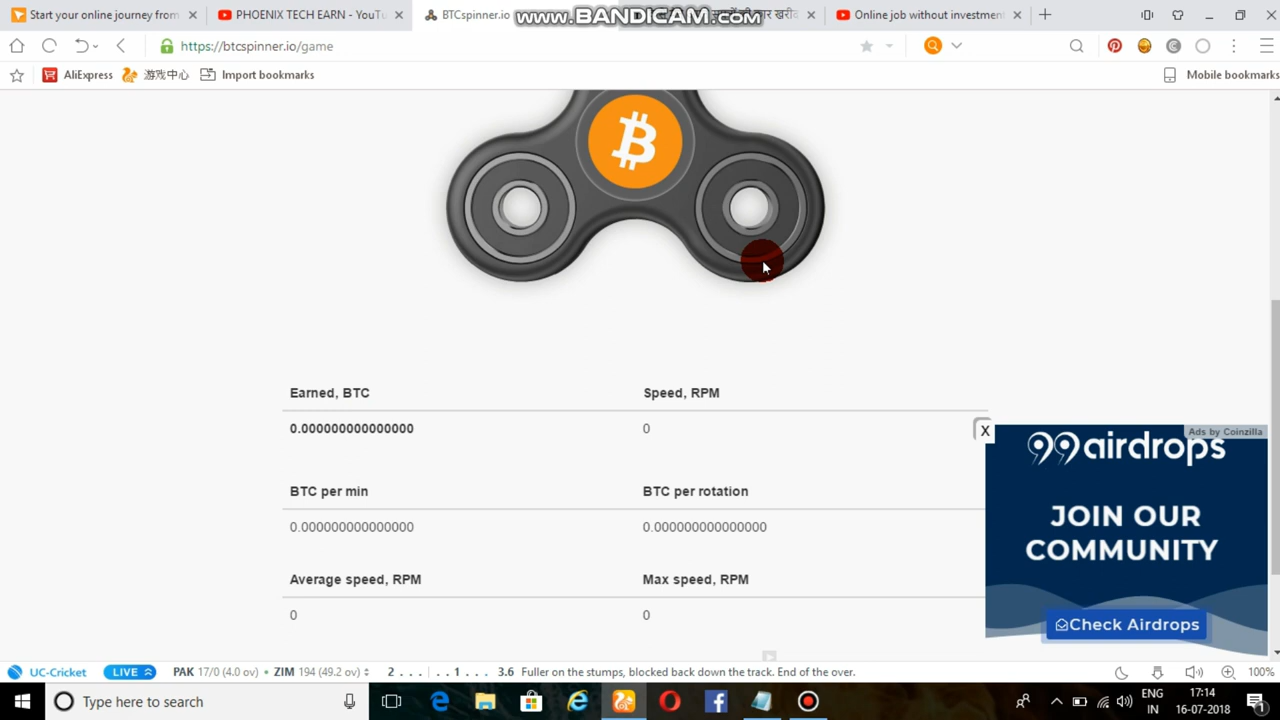 Start your online journey from
PHOENIX TECH EARN - YouTu
BTCspinner.io
www.BANDICAM.com
Online job without investment
https://btcspinner.io/game
AliExpress
游戏中心
Import bookmarks
Mobile bookmarks
Earned, BTC
Speed, RPM
0.000000000000000
0
X
Ads by Coinzilla
99airdrops
JOIN OUR
COMMUNITY
Check Airdrops
BTC per min
BTC per rotation
0.000000000000000
0.000000000000000
Average speed, RPM
Max speed, RPM
0
0
UC-Cricket
LIVE
PAK 17/0 (4.0 ov) - ZIM 194 (49.2 ov)
2 . . . | . . 1 . . . 3.6 Fuller on the stumps, blocked back down the track. End of the over.
100%
Type here to search
ENG
IN
17:14
16-07-2018
1